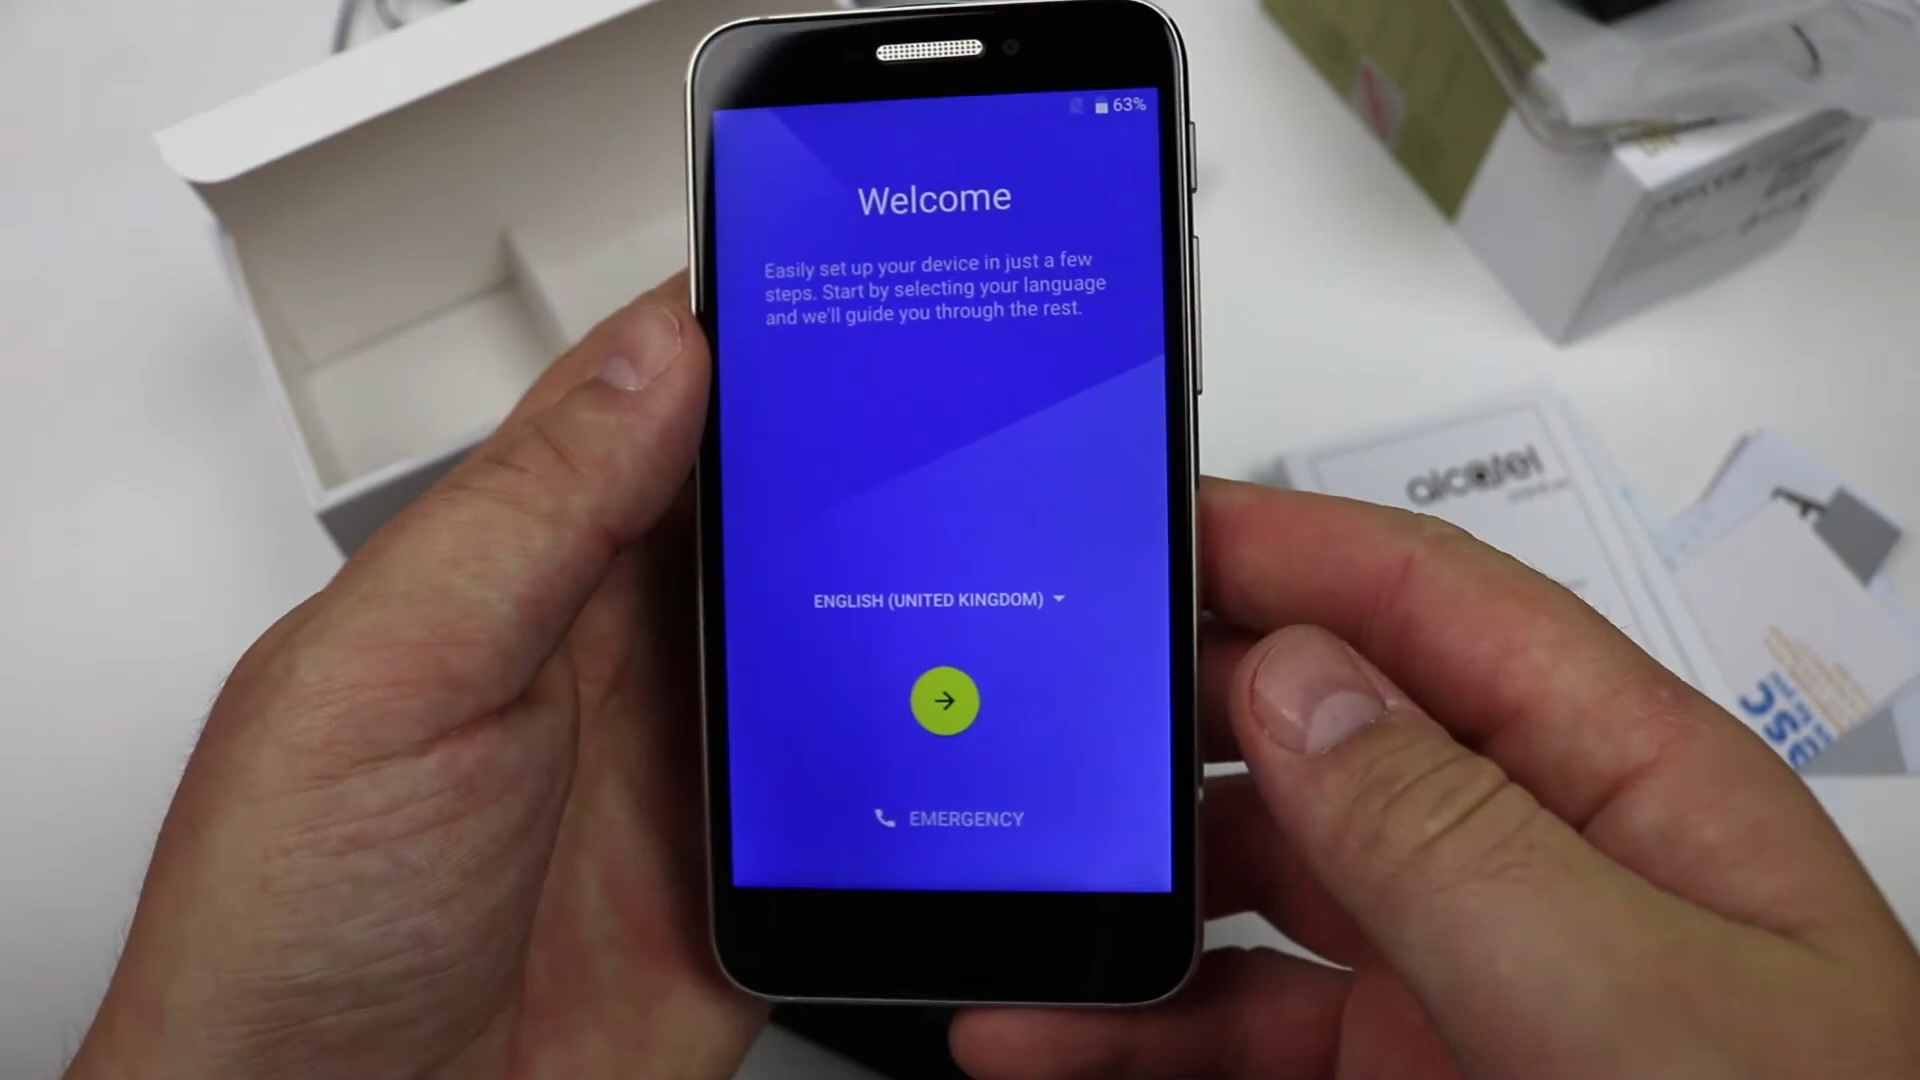 63%
Welcome
Easily set up your device in just a few
steps. Start by selecting your language
and we'll guide you through the rest.
ENGLISH (UNITED KINGDOM)
EMERGENCY
alcatel